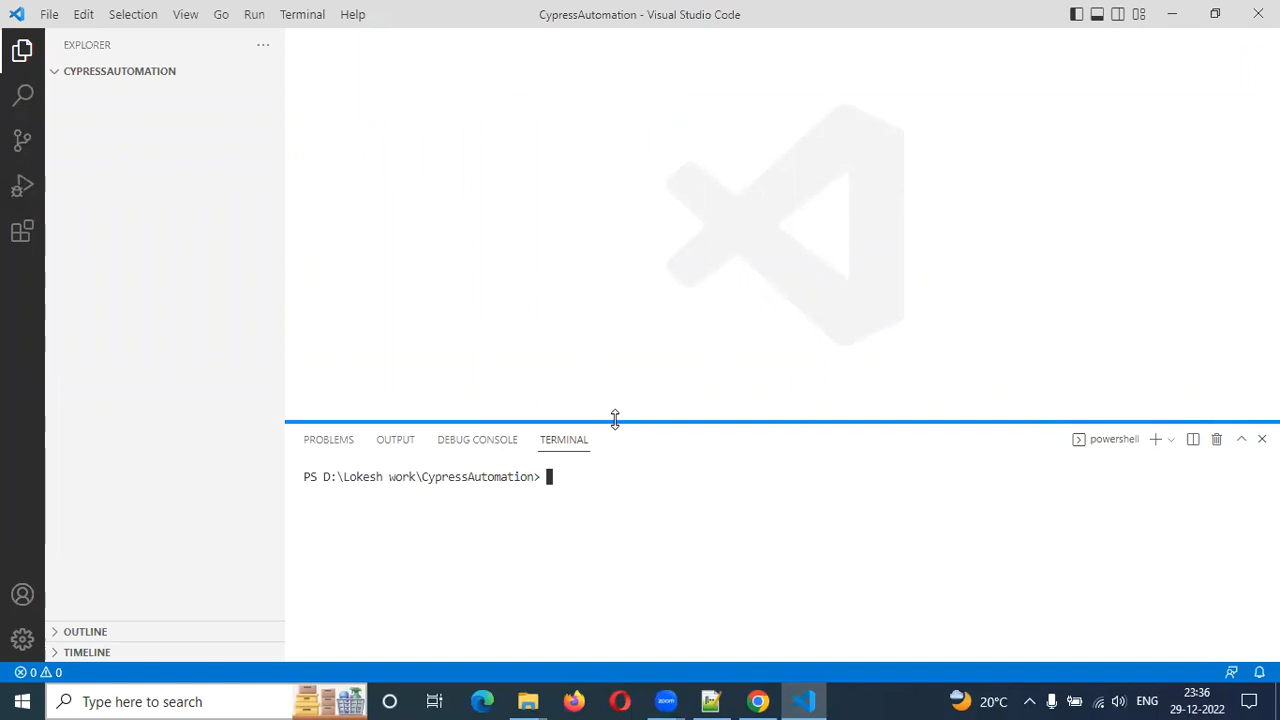 File Edit Selection View Go Run Terminal Help
CypressAutomation - Visual Studio Code
EXPLORER
CYPRESSAUTOMATION
PROBLEMS OUTPUT DEBUG CONSOLE TERMINAL
powershell
PS D:\Lokesh work\CypressAutomation>
OUTLINE
TIMELINE
0 0
Type here to search
zoom
20°C
ENG
23:36
29-12-2022